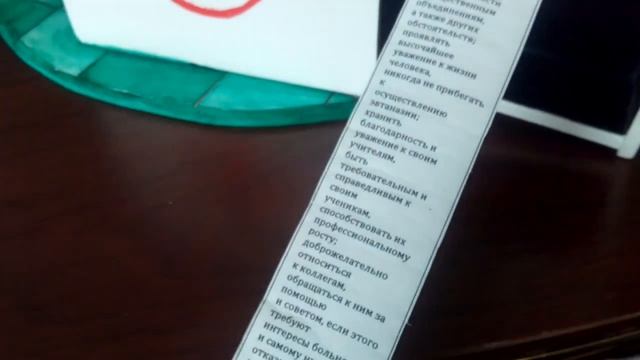 объединениям,
а также других
обстоятельств;
проявлять
высочайшее
уважение к жизни
человека,
никогда не прибегать
к
осуществлению
эвтаназии;
хранить
благодарность и
уважение к своим
учителям,
быть
требовательным и
справедливым к
своим
ученикам,
способствовать их
профессиональному
росту;
доброжелательно
относиться
к коллегам,
обращаться к ним за
помощью
и советом, если этого
требуют
интересы
и самому